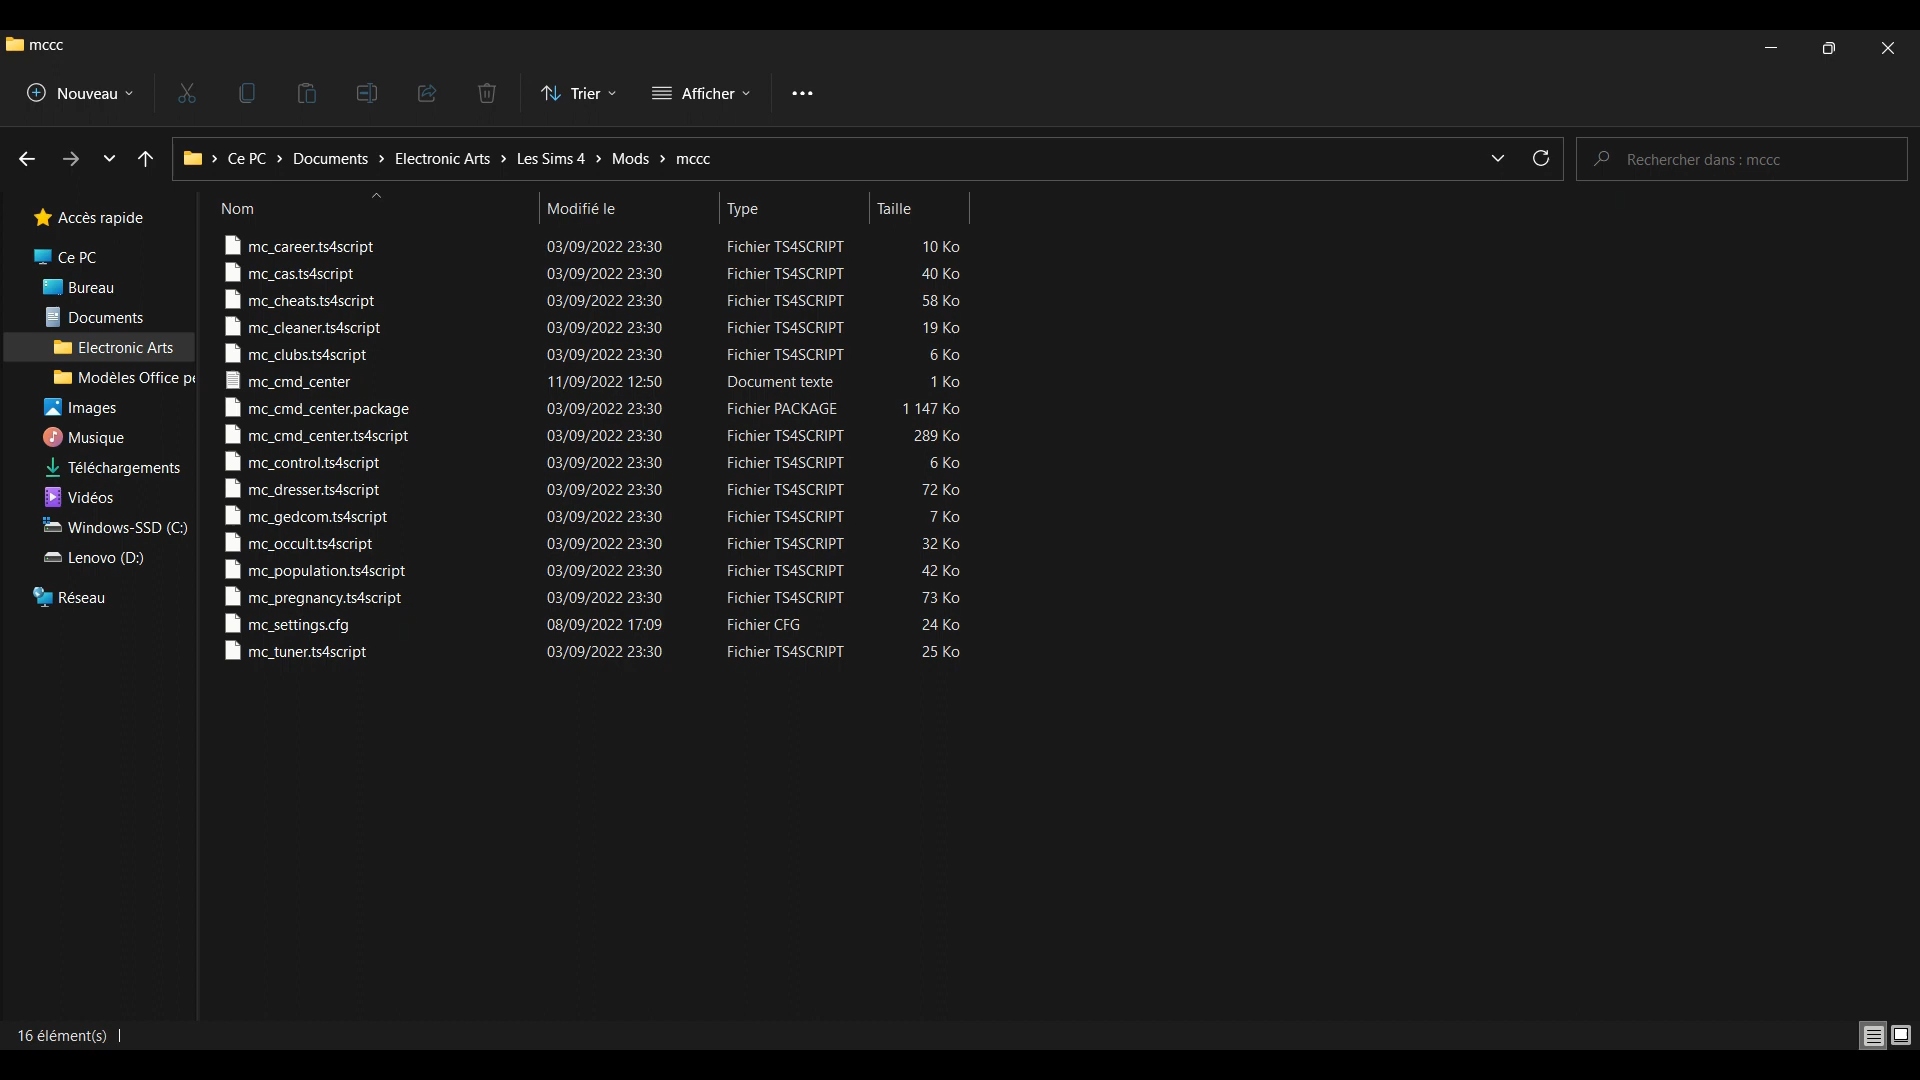 mccc
Nouveau
Trier
Afficher
Ce PC > Documents > Electronic Arts > Les Sims 4 > Mods > mccc
Rechercher dans : mccc
Accès rapide
Ce PC
Bureau
Documents
Electronic Arts
Modèles Office pe
Images
Musique
Téléchargements
Vidéos
Windows-SSD (C:)
Lenovo (D:)
Réseau
Nom Modifié le Type Taille
mc_career.ts4script 03/09/2022 23:30 Fichier TS4SCRIPT 10 Ko
mc_cas.ts4script 03/09/2022 23:30 Fichier TS4SCRIPT 40 Ko
mc_cheats.ts4script 03/09/2022 23:30 Fichier TS4SCRIPT 58 Ko
mc_cleaner.ts4script 03/09/2022 23:30 Fichier TS4SCRIPT 19 Ko
mc_clubs.ts4script 03/09/2022 23:30 Fichier TS4SCRIPT 6 Ko
mc_cmd_center 11/09/2022 12:50 Document texte 1 Ko
mc_cmd_center.package 03/09/2022 23:30 Fichier PACKAGE 1 147 Ko
mc_cmd_center.ts4script 03/09/2022 23:30 Fichier TS4SCRIPT 289 Ko
mc_control.ts4script 03/09/2022 23:30 Fichier TS4SCRIPT 6 Ko
mc_dresser.ts4script 03/09/2022 23:30 Fichier TS4SCRIPT 72 Ko
mc_gedcom.ts4script 03/09/2022 23:30 Fichier TS4SCRIPT 7 Ko
mc_occult.ts4script 03/09/2022 23:30 Fichier TS4SCRIPT 32 Ko
mc_population.ts4script 03/09/2022 23:30 Fichier TS4SCRIPT 42 Ko
mc_pregnancy.ts4script 03/09/2022 23:30 Fichier TS4SCRIPT 73 Ko
mc_settings.cfg 08/09/2022 17:09 Fichier CFG 24 Ko
mc_tuner.ts4script 03/09/2022 23:30 Fichier TS4SCRIPT 25 Ko
16 élément(s)